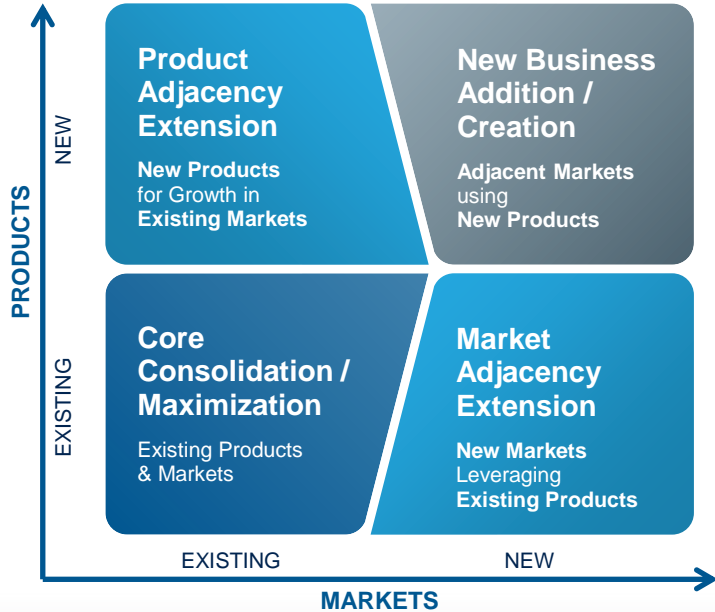 PRODUCTS
NEW
Product
Adjacency
Extension
New Products
for Growth in
Existing Markets
New Business
Addition /
Creation
Adjacent Markets
using
New Products
EXISTING
Core
Consolidation /
Maximization
Existing Products
& Markets
Market
Adjacency
Extension
New Markets
Leveraging
Existing Products
EXISTING
NEW
MARKETS